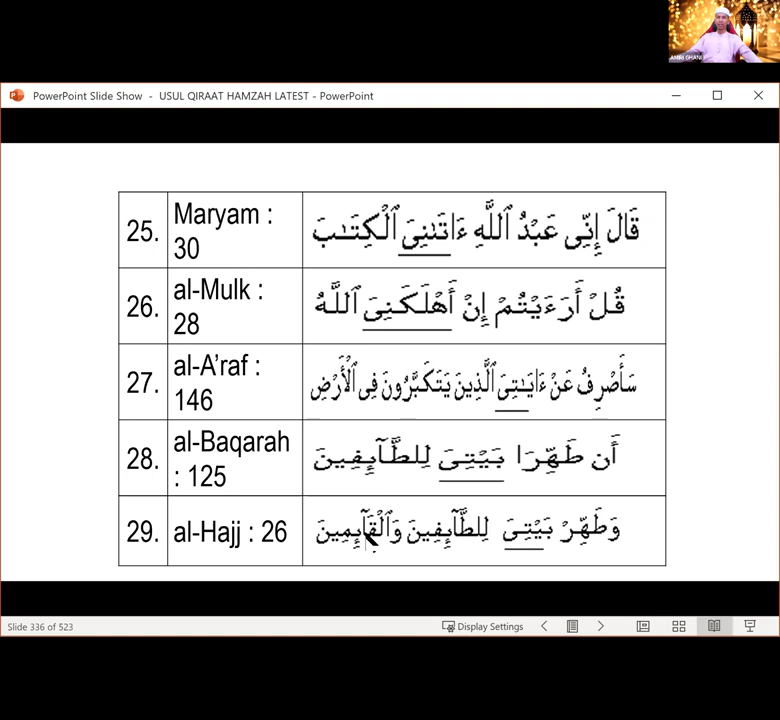 AMIRI GHANI
PowerPoint Slide Show - USUL QIRAAT HAMZAH LATEST - PowerPoint
25. Maryam : 30 قَالَ إِنِّى عَبْدُ ٱللَّهِ ءَاتَىٰنِىَ ٱلْكِتَـٰبَ
26. al-Mulk : 28 قُلْ أَرَءَيْتُمْ إِنْ أَهْلَكَنِىَ ٱللَّهُ
27. al-A’raf : 146 سَأَصْرِفُ عَنْ ءَايَـٰتِىَ ٱلَّذِينَ يَتَكَبَّرُونَ فِى ٱلْأَرْضِ
28. al-Baqarah : 125 أَن طَهِّرَا بَيْتِىَ لِلطَّآئِفِينَ
29. al-Hajj : 26 وَطَهِّرْ بَيْتِىَ لِلطَّآئِفِينَ وَٱلْقَآئِمِينَ
Slide 336 of 523
Display Settings